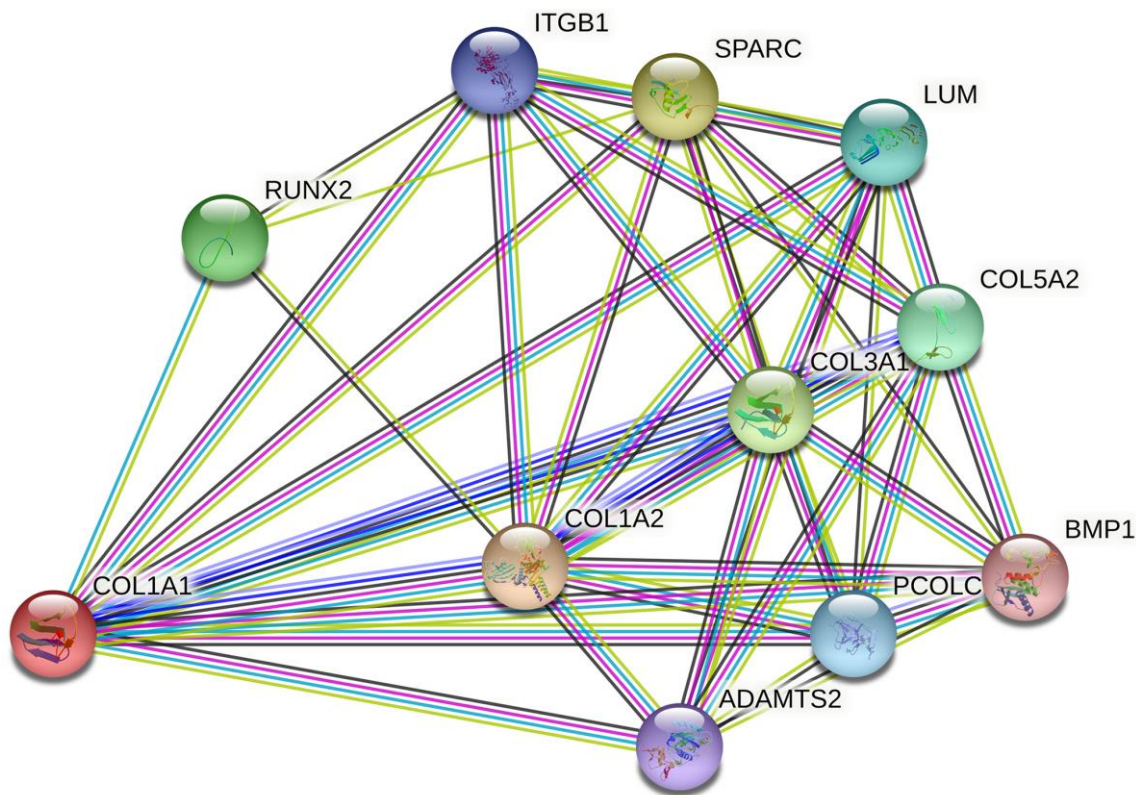 ITGB1
SPARC
LUM
RUNX2
COL5A2
COL3A1
COL1A2
BMP1
COL1A1
PCOLC
ADAMTS2